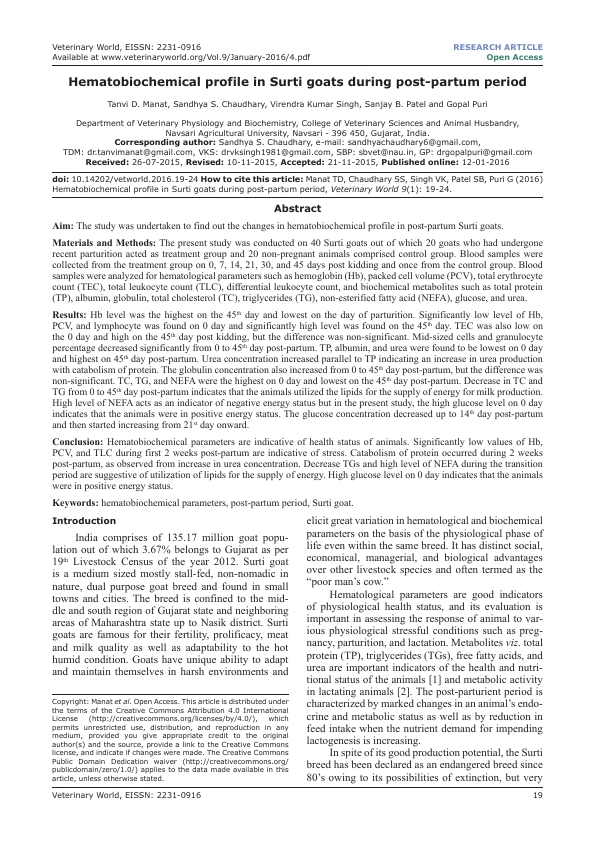 Veterinary World, EISSN: 2231-0916
Available at www.veterinaryworld.org/Vol.9/January-2016/4.pdf
RESEARCH ARTICLE
Open Access
Hematobiochemical profile in Surti goats during post-partum period
Tanvi D. Manat, Sandhya S. Chaudhary, Virendra Kumar Singh, Sanjay B. Patel and Gopal Puri
Department of Veterinary Physiology and Biochemistry, College of Veterinary Sciences and Animal Husbandry,
Navsari Agricultural University, Navsari - 396 450, Gujarat, India.
Corresponding author: Sandhya S. Chaudhary, e-mail: sandhyachaudhary6@gmail.com,
TDM: dr.tanvimanat@gmail.com, VKS: drvksingh1981@gmail.com, SBP: sbvet@nau.in, GP: drgopalpuri@gmail.com
Received: 26-07-2015, Revised: 10-11-2015, Accepted: 21-11-2015, Published online: 12-01-2016
doi: 10.14202/vetworld.2016.19-24 How to cite this article: Manat TD, Chaudhary SS, Singh VK, Patel SB, Puri G (2016)
Hematobiochemical profile in Surti goats during post-partum period, Veterinary World 9(1): 19-24.
Abstract
Aim: The study was undertaken to find out the changes in hematobiochemical profile in post-partum Surti goats.
Materials and Methods: The present study was conducted on 40 Surti goats out of which 20 goats who had undergone
recent parturition acted as treatment group and 20 non-pregnant animals comprised control group. Blood samples were
collected from the treatment group on 0, 7, 14, 21, 30, and 45 days post kidding and once from the control group. Blood
samples were analyzed for hematological parameters such as hemoglobin (Hb), packed cell volume (PCV), total erythrocyte
count (TEC), total leukocyte count (TLC), differential leukocyte count, and biochemical metabolites such as total protein
(TP), albumin, globulin, total cholesterol (TC), triglycerides (TG), non-esterified fatty acid (NEFA), glucose, and urea.
Results: Hb level was the highest on the 45th day and lowest on the day of parturition. Significantly low level of Hb,
PCV, and lymphocyte was found on 0 day and significantly high level was found on the 45th day. TEC was also low on
the 0 day and high on the 45th day post kidding, but the difference was non-significant. Mid-sized cells and granulocyte
percentage decreased significantly from 0 to 45th day post-partum. TP, albumin, and urea were found to be lowest on 0 day
and highest on 45th day post-partum. Urea concentration increased parallel to TP indicating an increase in urea production
with catabolism of protein. The globulin concentration also increased from 0 to 45th day post-partum, but the difference was
non-significant. TC, TG, and NEFA were the highest on 0 day and lowest on the 45th day post-partum. Decrease in TC and
TG from 0 to 45th day post-partum indicates that the animals utilized the lipids for the supply of energy for milk production.
High level of NEFA acts as an indicator of negative energy status but in the present study, the high glucose level on 0 day
indicates that the animals were in positive energy status. The glucose concentration decreased up to 14th day post-partum
and then started increasing from 21st day onward.
Conclusion: Hematobiochemical parameters are indicative of health status of animals. Significantly low values of Hb,
PCV, and TLC during first 2 weeks post-partum are indicative of stress. Catabolism of protein occurred during 2 weeks
post-partum, as observed from increase in urea concentration. Decrease TGs and high level of NEFA during the transition
period are suggestive of utilization of lipids for the supply of energy. High glucose level on 0 day indicates that the animals
were in positive energy status.
Keywords: hematobiochemical parameters, post-partum period, Surti goat.
Introduction
India comprises of 135.17 million goat popu-
lation out of which 3.67% belongs to Gujarat as per
19th Livestock Census of the year 2012. Surti goat
is a medium sized mostly stall-fed, non-nomadic in
nature, dual purpose goat breed and found in small
towns and cities. The breed is confined to the mid-
dle and south region of Gujarat state and neighboring
areas of Maharashtra state up to Nasik district. Surti
goats are famous for their fertility, prolificacy, meat
and milk quality as well as adaptability to the hot
humid condition. Goats have unique ability to adapt
and maintain themselves in harsh environments and
Copyright: Manat et al. Open Access. This article is distributed under
the terms of the Creative Commons Attribution 4.0 International
License (http://creativecommons.org/licenses/by/4.0/), which
permits unrestricted use, distribution, and reproduction in any
medium, provided you give appropriate credit to the original
author(s) and the source, provide a link to the Creative Commons
license, and indicate if changes were made. The Creative Commons
Public Domain Dedication waiver (http://creativecommons.org/
publicdomain/zero/1.0/) applies to the data made available in this
article, unless otherwise stated.
elicit great variation in hematological and biochemical
parameters on the basis of the physiological phase of
life even within the same breed. It has distinct social,
economical, managerial, and biological advantages
over other livestock species and often termed as the
“poor man’s cow.”
Hematological parameters are good indicators
of physiological health status, and its evaluation is
important in assessing the response of animal to var-
ious physiological stressful conditions such as preg-
nancy, parturition, and lactation. Metabolites viz. total
protein (TP), triglycerides (TGs), free fatty acids, and
urea are important indicators of the health and nutri-
tional status of the animals [1] and metabolic activity
in lactating animals [2]. The post-parturient period is
characterized by marked changes in an animal’s endo-
crine and metabolic status as well as by reduction in
feed intake when the nutrient demand for impending
lactogenesis is increasing.
In spite of its good production potential, the Surti
breed has been declared as an endangered breed since
80’s owing to its possibilities of extinction, but very
Veterinary World, EISSN: 2231-0916
19